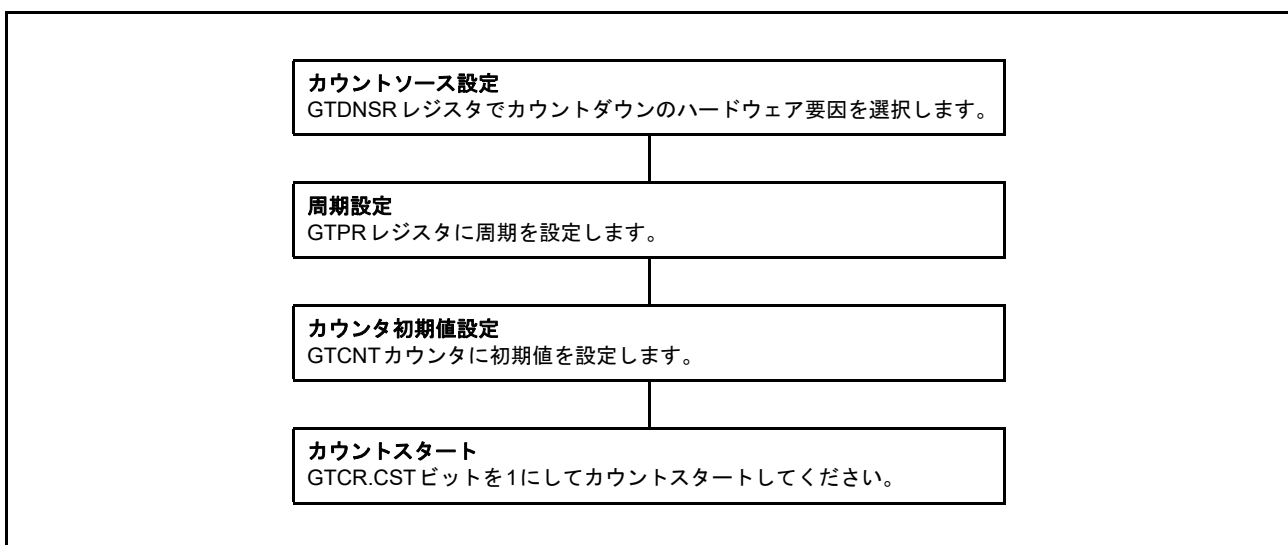 カウントソース設定
GTDNSRレジスタでカウントダウンのハードウェア要因を選択します。
周期設定
GTPRレジスタに周期を設定します。
カウンタ初期値設定
GTCNTカウンタに初期値を設定します。
カウントスタート
GTCR.CSTビットを1にしてカウントスタートしてください。